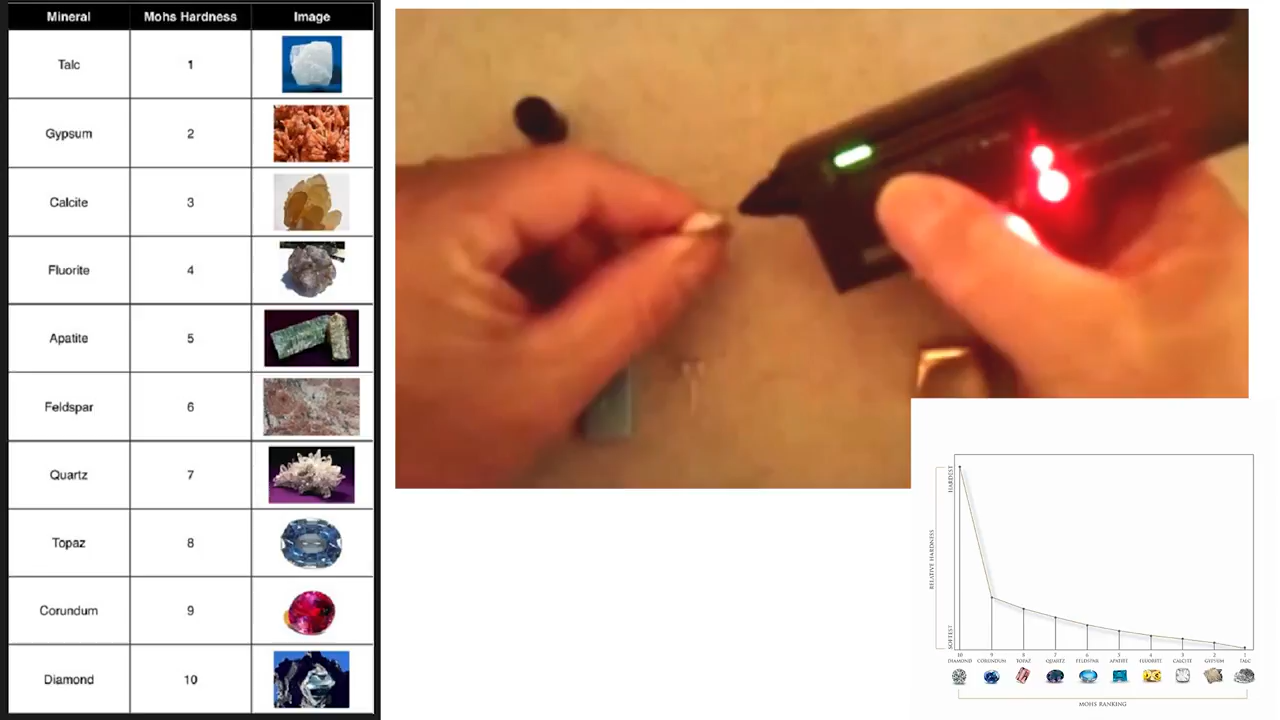 Mineral Mohs Hardness Image
Talc 1
Gypsum 2
Calcite 3
Fluorite 4
Apatite 5
Feldspar 6
Quartz 7
Topaz 8
Corundum 9
Diamond 10
HARDEST
RELATIVE HARDNESS
SOFTEST
10 9 8 7 6 5 4 3 2 1
DIAMOND CORUNDUM TOPAZ QUARTZ FELDSPAR APATITE FLUORITE CALCITE GYPSUM TALC
MOHS RANKING